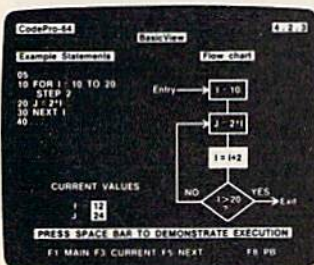 CodePro-64
4.2.3
BasicView
Example Statements
Flow chart
05
10 FOR I : 10 TO 20
STEP 2
20 J : 2*I
30 NEXT I
40
Entry
I : 10
J : 2*I
I = I+2
CURRENT VALUES
I 12
J 24
NO
YES
I>20
?
Exit
PRESS SPACE BAR TO DEMONSTRATE EXECUTION
F1 MAIN F3 CURRENT F5 NEXT F8 PB